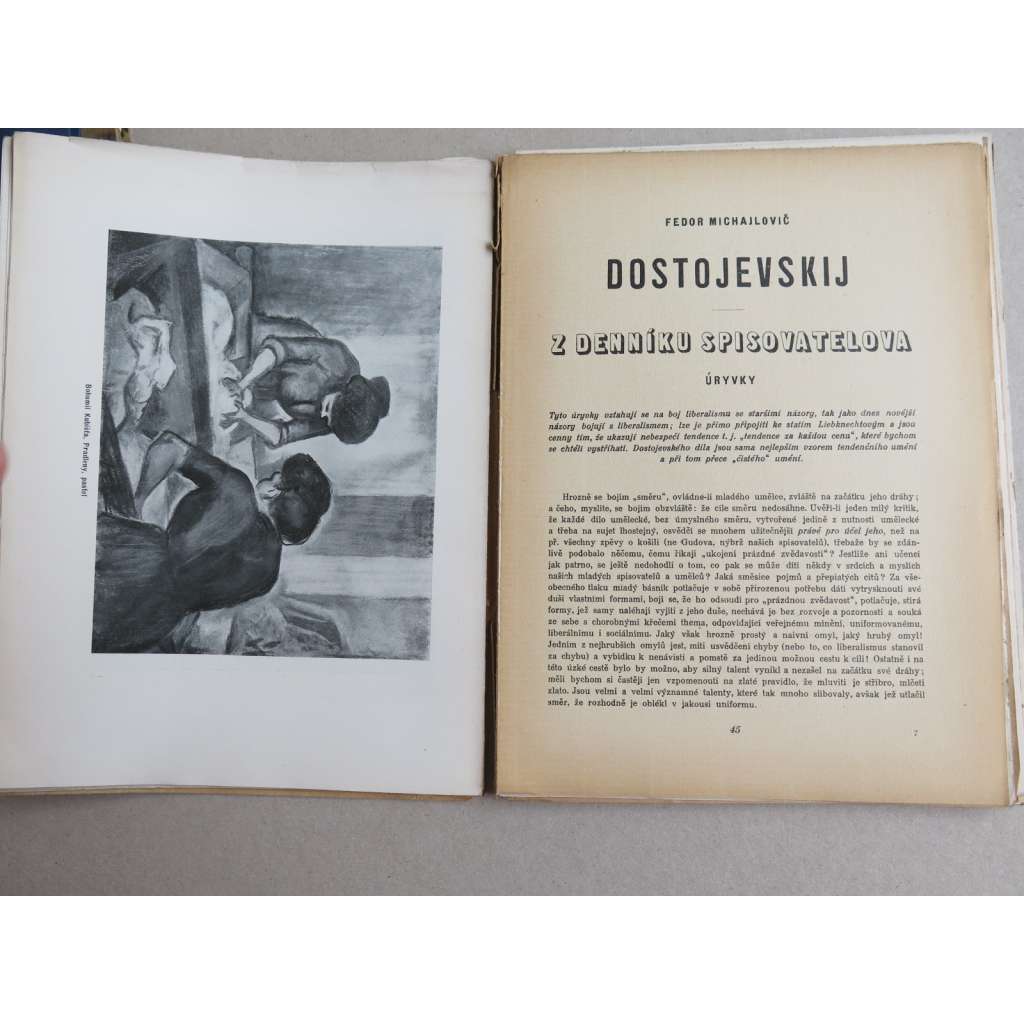 Bohumil Kubišta, Pradleny, pastel
FEDOR MICHAJLOVIČ
DOSTOJEVSKIJ
Z DENNÍKU SPISOVATELOVA
ÚRYVKY
Tyto úryvky vztahují se na boj liberalismu se staršími názory, tak jako dnes novější
názory bojují s liberalismem; lze je přímo připojiti ke statím Liebknechtovým a jsou
cenny tím, že ukazují nebezpečí tendence t. j. „tendence za každou cenu“, které bychom
se chtěli vystříhati. Dostojevského díla jsou sama nejlepším vzorem tendenčního umění
a při tom přece „čistého“ umění.
Hrozně se bojím „směru“, ovládne-li mladého umělce, zvláště na začátku jeho dráhy;
a čeho, myslíte, se bojím obzvláště: že cíle směru nedosáhne. Uvěří-li jeden milý kritik,
že každé dílo umělecké, bez úmyslného směru, vytvořené jedině z nutnosti umělecké
a třeba na sujet lhostejný, osvědčí se mnohem užitečnější právě pro účel jeho, než na
př. všechny zpěvy o košili (ne Gudova, nýbrž našich spisovatelů), třebaže by se zdán-
livě podobalo něčemu, čemu říkají „ukojení prázdné zvědavosti“? Jestliže ani učenci
jak patrno, se ještě nedohodli o tom, co pak se může díti někdy v srdcích a myslích
našich mladých spisovatelů a umělců? Jaká směsice pojmů a přepiatých citů? Za vše-
obecného tlaku mladý básník potlačuje v sobě přirozenou potřebu dáti vytrysknouti své
duši vlastními formami, bojí se, že ho odsoudí pro „prázdnou zvědavost“, potlačuje, stírá
formy, jež samy naléhají vyjíti z jeho duše, nechává je bez rozvoje a pozornosti a souká
ze sebe s chorobnými křečemi thema, odpovídající veřejnému mínění, uniformovanému,
liberálnímu i sociálnímu. Jaký však hrozně prostý a naivní omyl, jaký hrubý omyl!
Jedním z nejhrubších omylů jest, míti usvědčení chyby (nebo to, co liberalismus stanovil
za chybu) a vybídku k nenávisti a pomstě za jedinou možnou cestu k cíli! Ostatně i na
této úzké cestě bylo by možno, aby silný talent vynikl a nezašel na začátku své dráhy;
měli bychom si častěji jen vzpomenouti na zlaté pravidlo, že mluviti je stříbro, mlčeti
zlato. Jsou velmi a velmi významné talenty, které tak mnoho slibovaly, avšak jež utlačil
směr, že rozhodně je oblékl v jakousi uniformu.
45
7